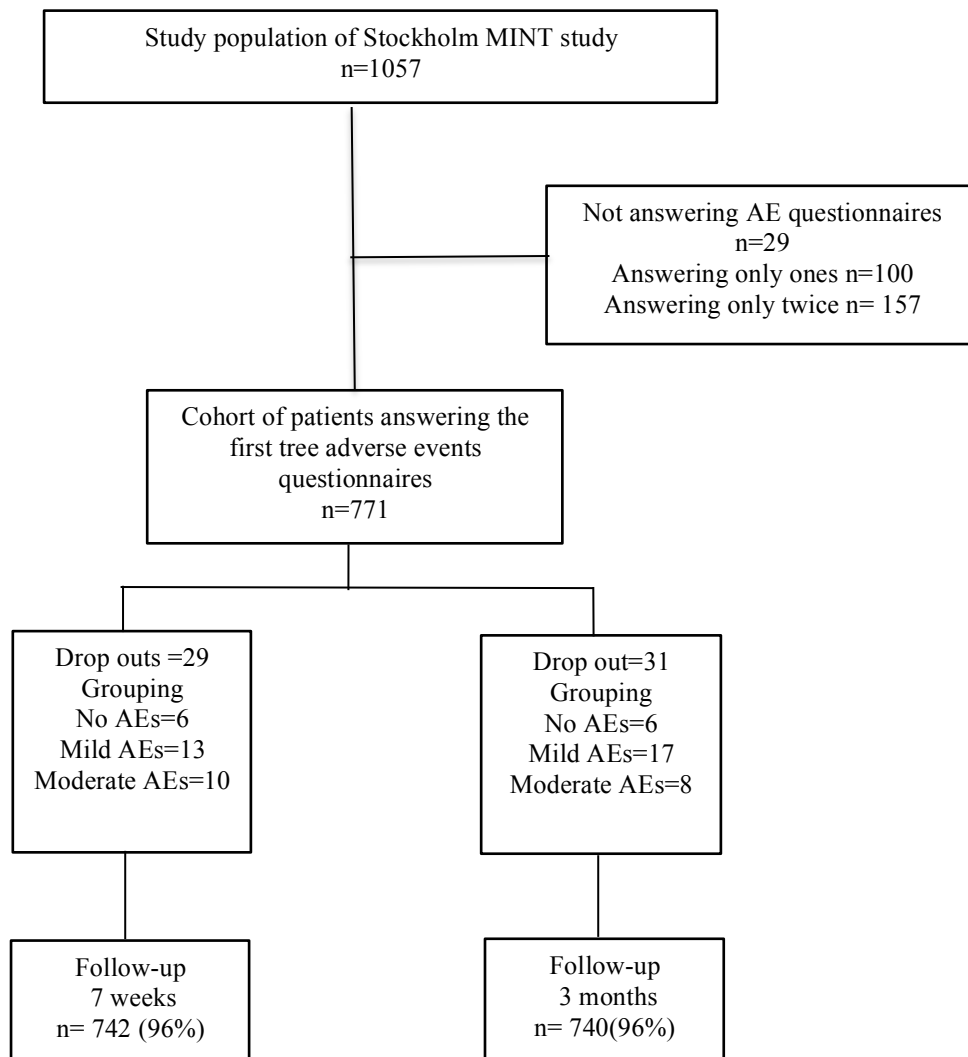 Study population of Stockholm MINT study
n=1057
Not answering AE questionnaires
n=29
Answering only ones n=100
Answering only twice n= 157
Cohort of patients answering the
first tree adverse events
questionnaires
n=771
Drop outs =29
Grouping
No AEs=6
Mild AEs=13
Moderate AEs=10
Drop out=31
Grouping
No AEs=6
Mild AEs=17
Moderate AEs=8
Follow-up
7 weeks
n= 742 (96%)
Follow-up
3 months
n= 740(96%)